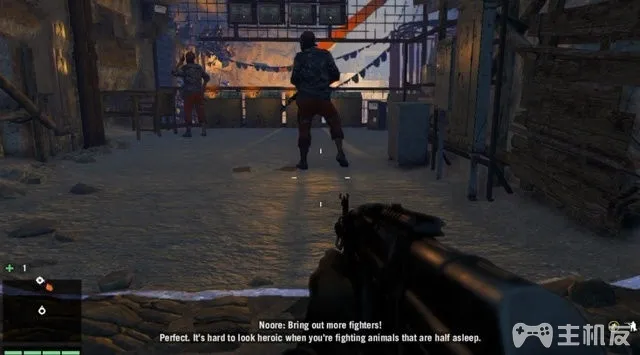 1
Noore: Bring out more fighters!
Perfect. It's hard to look heroic when you're fighting animals that are half asleep.
主机友